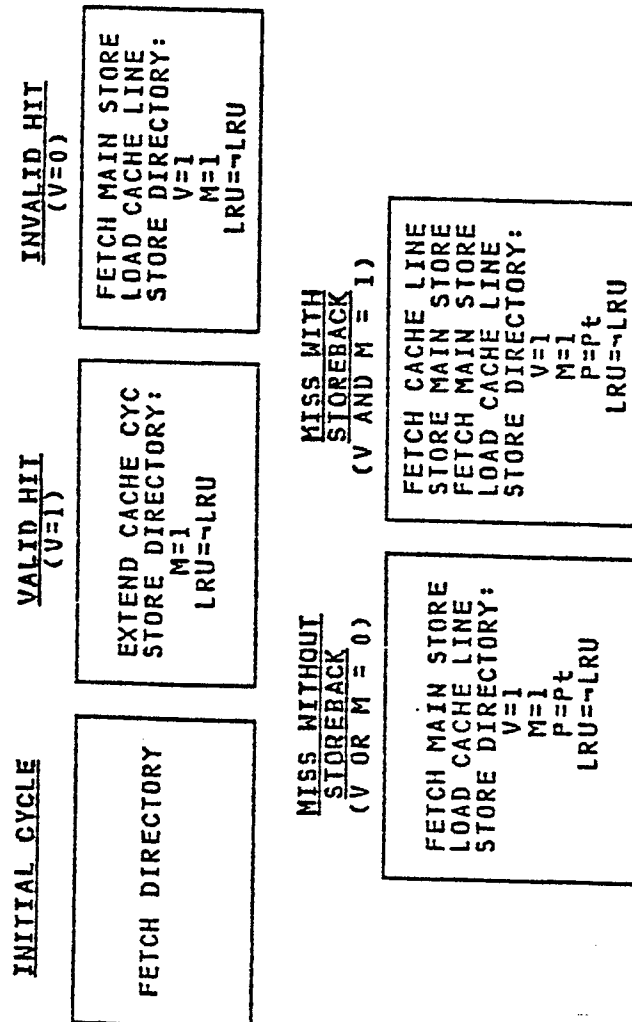 INITIAL CYCLE
FETCH DIRECTORY
VALID HIT
(V=1)
EXTEND CACHE CYC
STORE DIRECTORY:
M=1
LRU=¬LRU
INVALID HIT
(V=0)
FETCH MAIN STORE
LOAD CACHE LINE
STORE DIRECTORY:
V=1
M=1
LRU=¬LRU
MISS WITHOUT
STOREBACK
(V OR M = 0)
FETCH MAIN STORE
LOAD CACHE LINE
STORE DIRECTORY:
V=1
M=1
P=Pt
LRU=¬LRU
MISS WITH
STOREBACK
(V AND M = 1)
FETCH CACHE LINE
STORE MAIN STORE
FETCH MAIN STORE
LOAD CACHE LINE
STORE DIRECTORY:
V=1
M=1
P=Pt
LRU=¬LRU